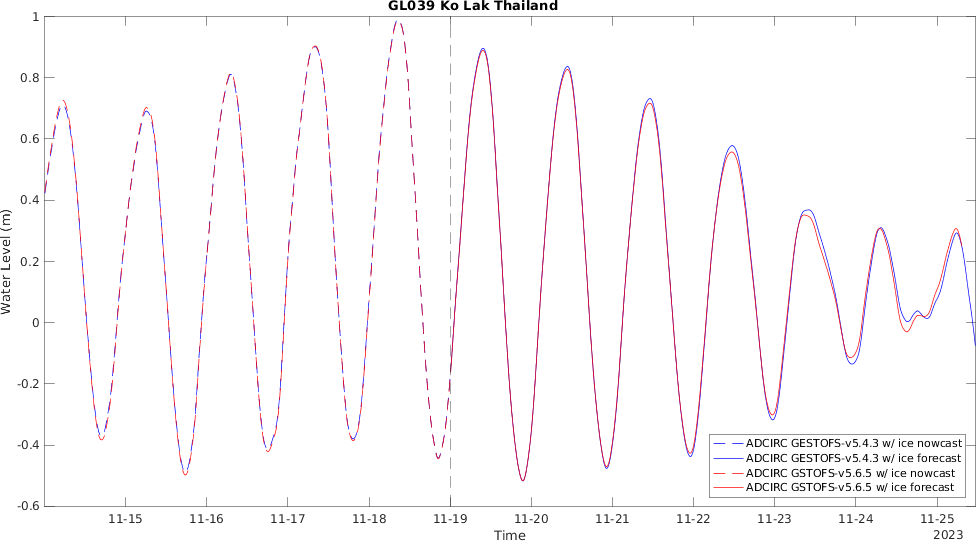 GL039 Ko Lak Thailand
Water Level (m)
1
0.8
0.6
0.4
0.2
0
-0.2
-0.4
-0.6
ADCIRC GESTOFS-v5.4.3 w/ ice nowcast
ADCIRC GESTOFS-v5.4.3 w/ ice forecast
ADCIRC GSTOFS-v5.6.5 w/ ice nowcast
ADCIRC GSTOFS-v5.6.5 w/ ice forecast
11-15 11-16 11-17 11-18 11-19 11-20 11-21 11-22 11-23 11-24 11-25
Time
2023